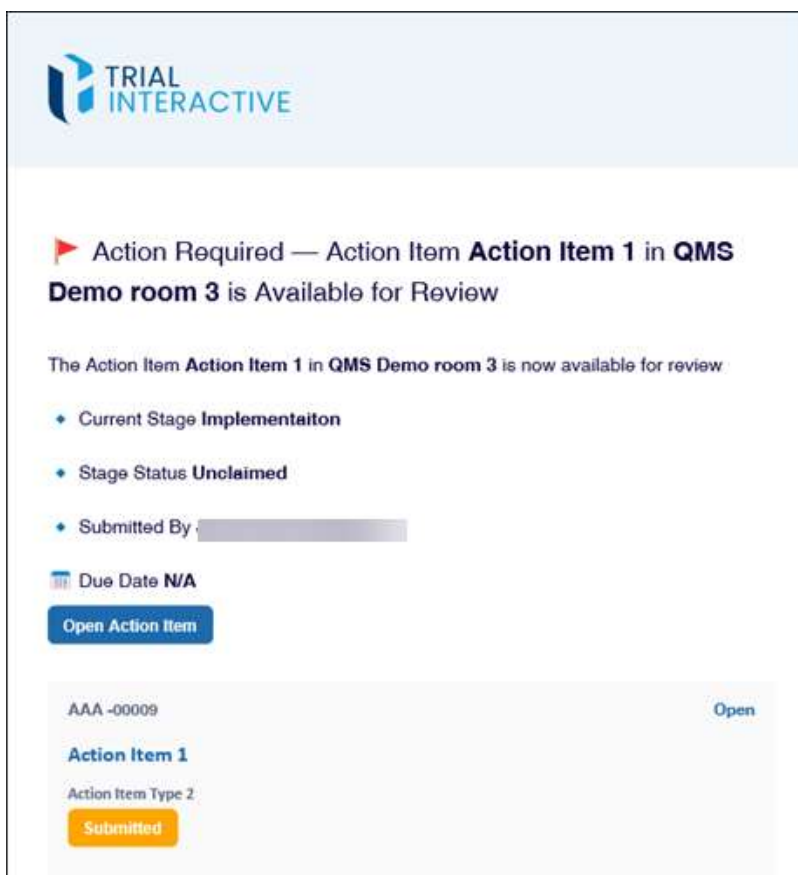 TRIAL
INTERACTIVE
Action Required — Action Item Action Item 1 in QMS
Demo room 3 is Available for Review
The Action Item Action Item 1 in QMS Demo room 3 is now available for review
Current Stage Implementaiton
Stage Status Unclaimed
Submitted By
Due Date N/A
Open Action Item
AAA -00009
Open
Action Item 1
Action Item Type 2
Submitted